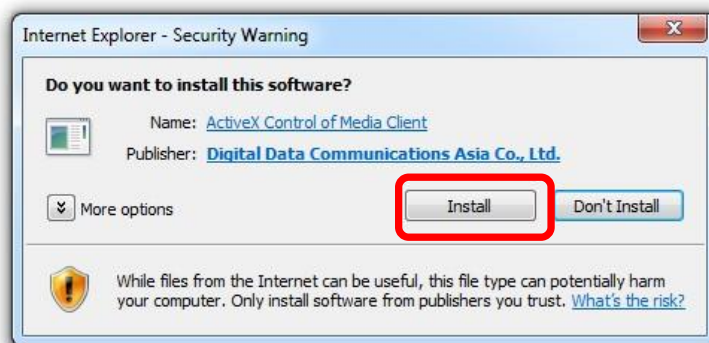 Internet Explorer - Security Warning
Do you want to install this software?
Name: ActiveX Control of Media Client
Publisher: Digital Data Communications Asia Co., Ltd.
More options
Install
Don't Install
While files from the Internet can be useful, this file type can potentially harm
your computer. Only install software from publishers you trust. What's the risk?